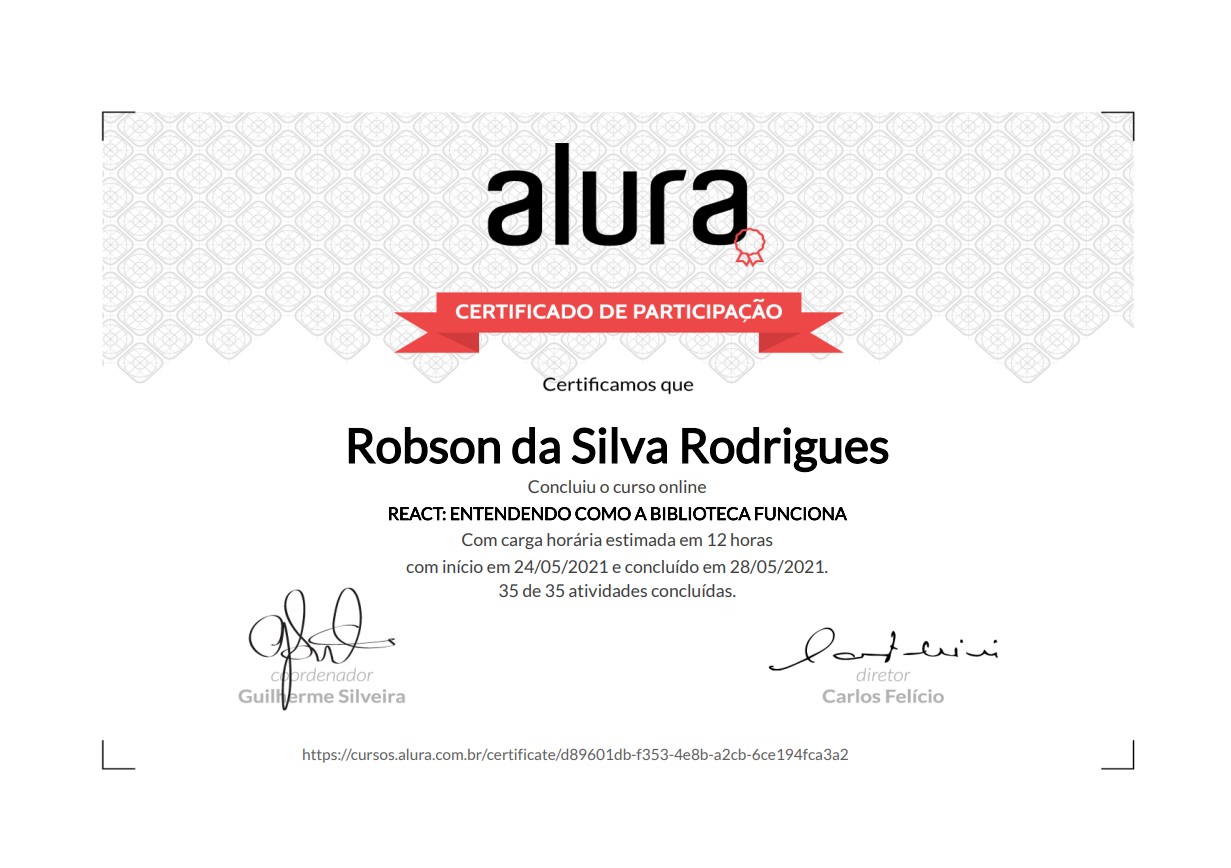 alura
CERTIFICADO DE PARTICIPAÇÃO
Certificamos que
Robson da Silva Rodrigues
Concluiu o curso online
REACT: ENTENDENDO COMO A BIBLIOTECA FUNCIONA
Com carga horária estimada em 12 horas
com início em 24/05/2021 e concluído em 28/05/2021.
35 de 35 atividades concluídas.
coordenador
Guilherme Silveira
diretor
Carlos Felício
https://cursos.alura.com.br/certificate/d89601db-f353-4e8b-a2cb-6ce194fca3a2